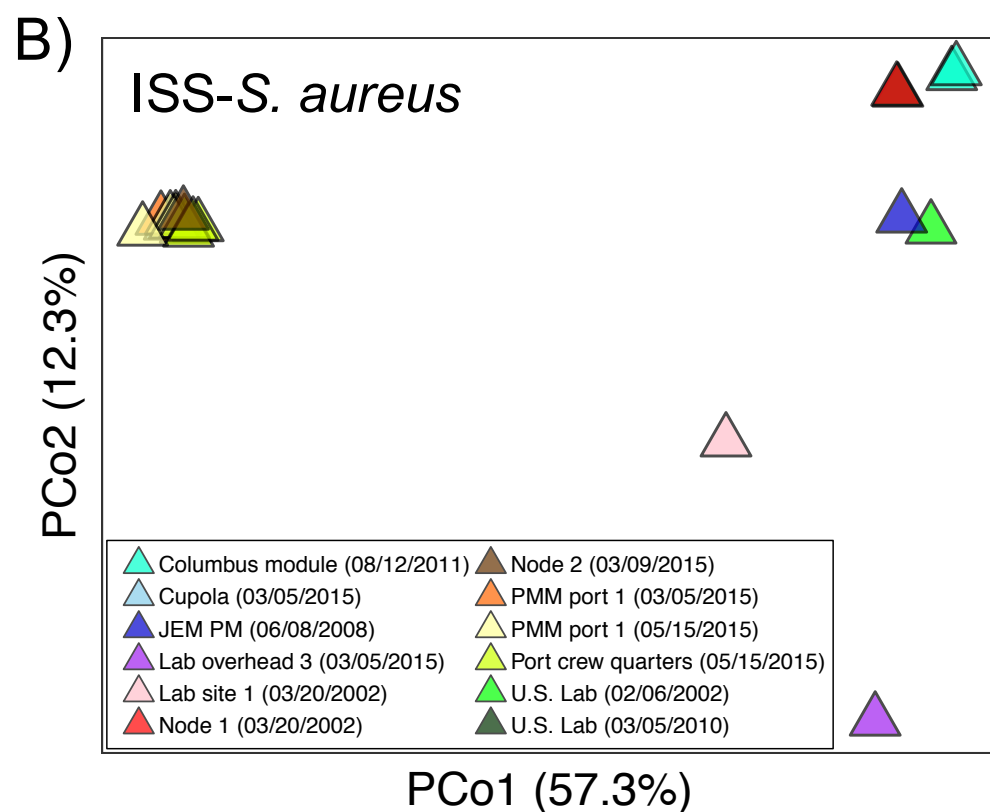 B)
ISS-S. aureus
PCo2 (12.3%)
Columbus module (08/12/2011)
Cupola (03/05/2015)
JEM PM (06/08/2008)
Lab overhead 3 (03/05/2015)
Lab site 1 (03/20/2002)
Node 1 (03/20/2002)
Node 2 (03/09/2015)
PMM port 1 (03/05/2015)
PMM port 1 (05/15/2015)
Port crew quarters (05/15/2015)
U.S. Lab (02/06/2002)
U.S. Lab (03/05/2010)
PCo1 (57.3%)